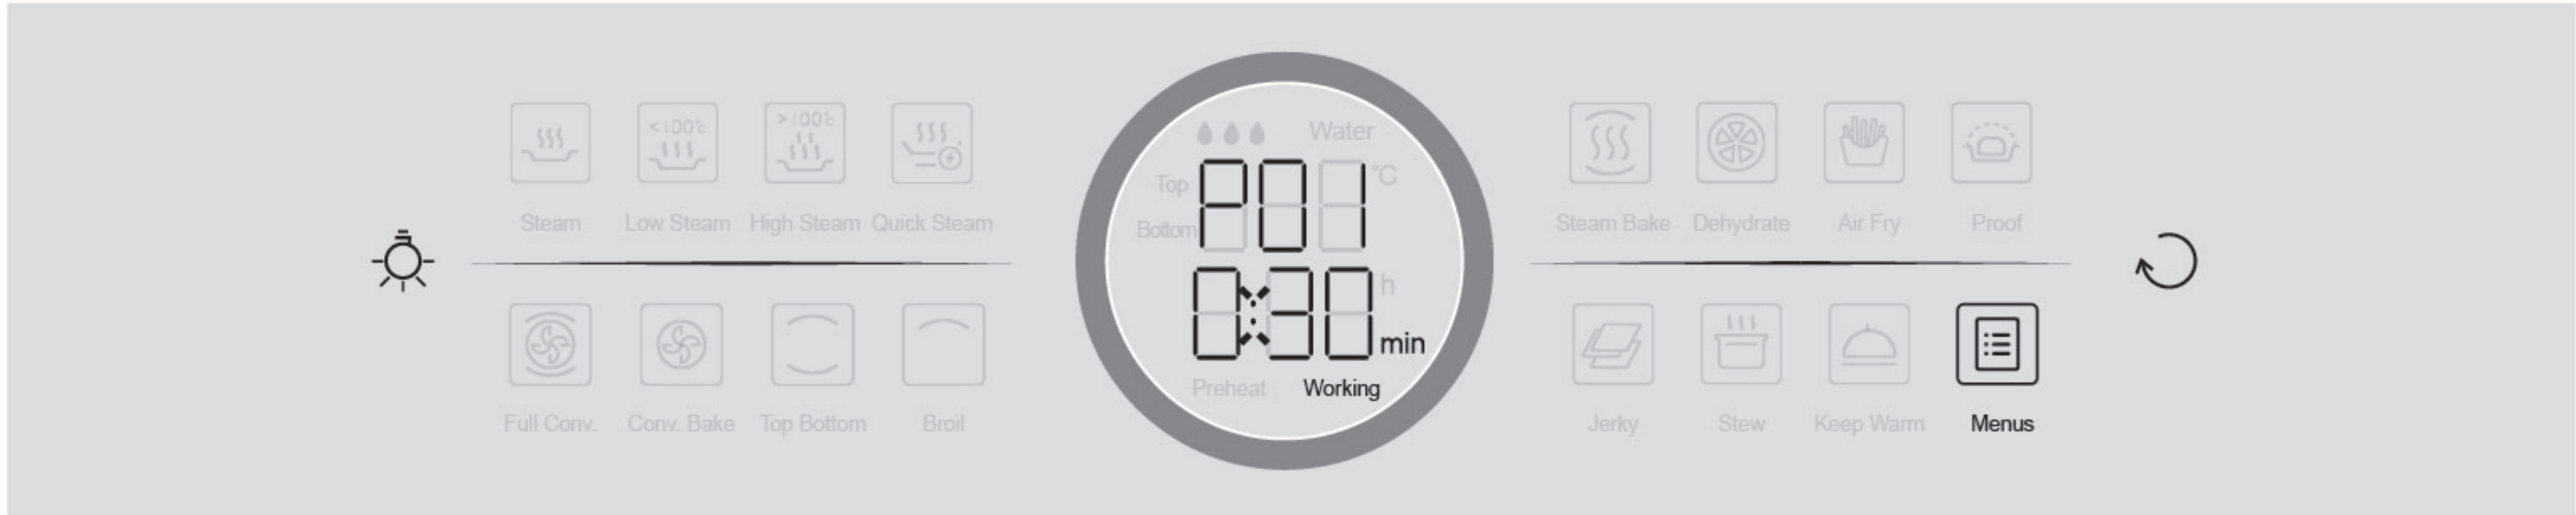 <100℃
>100℃
Steam
Low Steam
High Steam
Quick Steam
Full Conv.
Conv. Bake
Top Bottom
Broil
Water
Top
P01
℃
Bottom
0:30
h
min
Preheat
Working
Steam Bake
Dehydrate
Air Fry
Proof
Jerky
Stew
Keep Warm
Menus